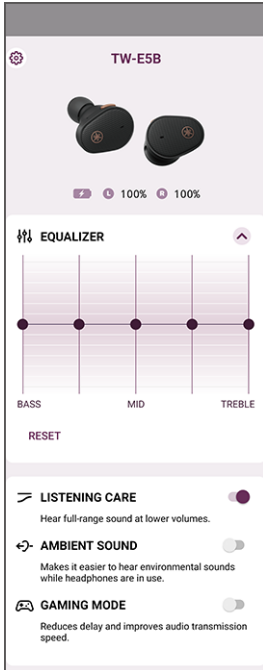 TW-E5B
L 100% R 100%
EQUALIZER
BASS MID TREBLE
RESET
LISTENING CARE
Hear full-range sound at lower volumes.
AMBIENT SOUND
Makes it easier to hear environmental sounds
while headphones are in use.
GAMING MODE
Reduces delay and improves audio transmission
speed.